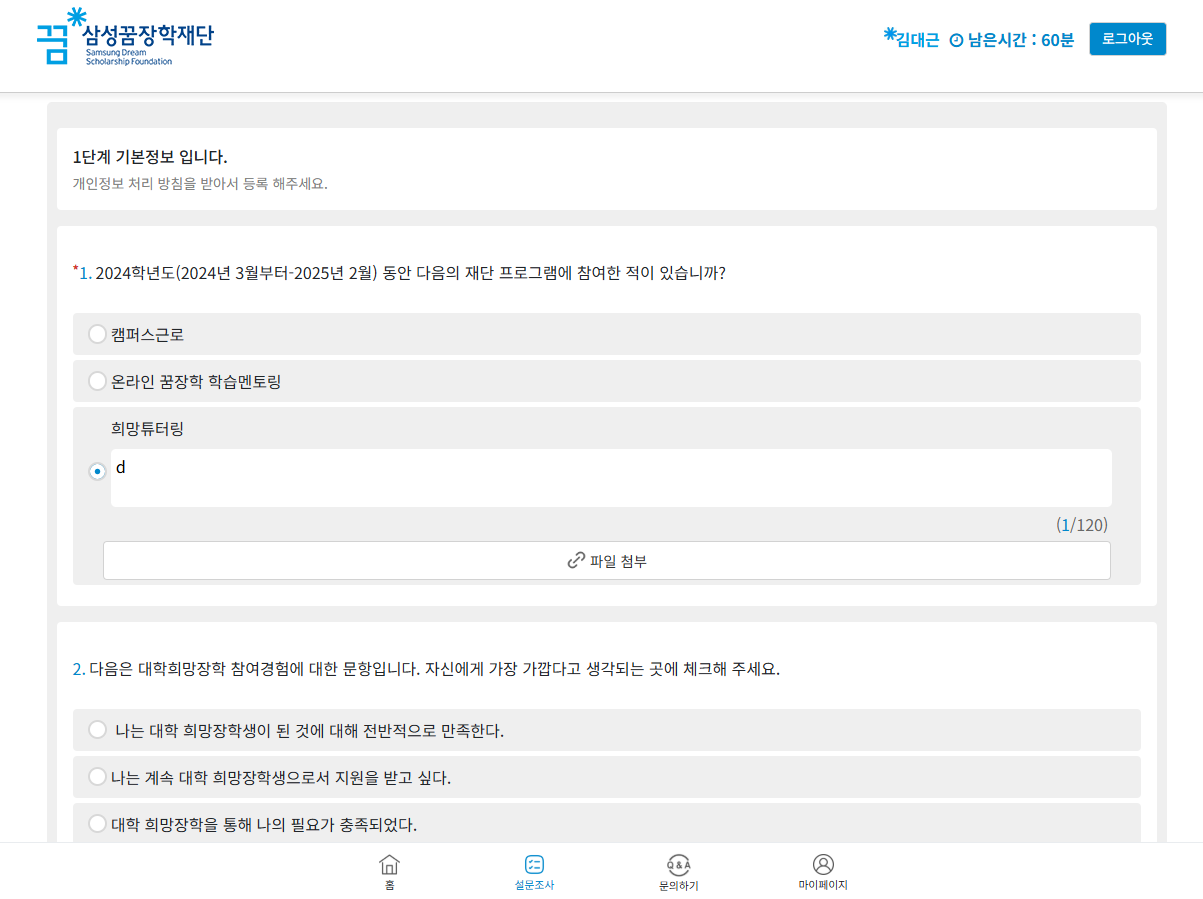 꿈 삼성꿈장학재단
Samsung Dream
Scholarship Foundation
*김대근 남은시간 : 60분 로그아웃
1단계 기본정보 입니다.
개인정보 처리 방침을 받아서 등록 해주세요.
*1. 2024학년도(2024년 3월부터-2025년 2월) 동안 다음의 재단 프로그램에 참여한 적이 있습니까?
캠퍼스근로
온라인 꿈장학 학습멘토링
희망튜터링
d
(1/120)
파일 첨부
2. 다음은 대학희망장학 참여경험에 대한 문항입니다. 자신에게 가장 가깝다고 생각되는 곳에 체크해 주세요.
나는 대학 희망장학생이 된 것에 대해 전반적으로 만족한다.
나는 계속 대학 희망장학생으로서 지원을 받고 싶다.
대학 희망장학을 통해 나의 필요가 충족되었다.
홈 설문조사 Q&A 문의하기 마이페이지